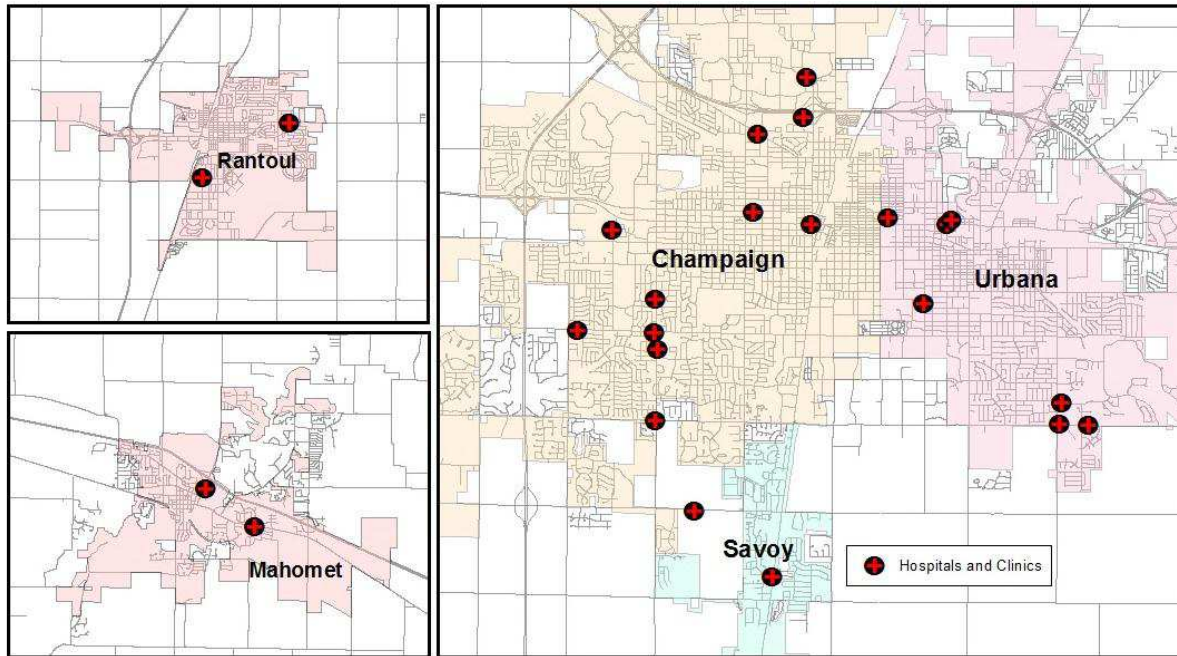 Rantoul
Mahomet
Champaign
Urbana
Savoy
Hospitals and Clinics